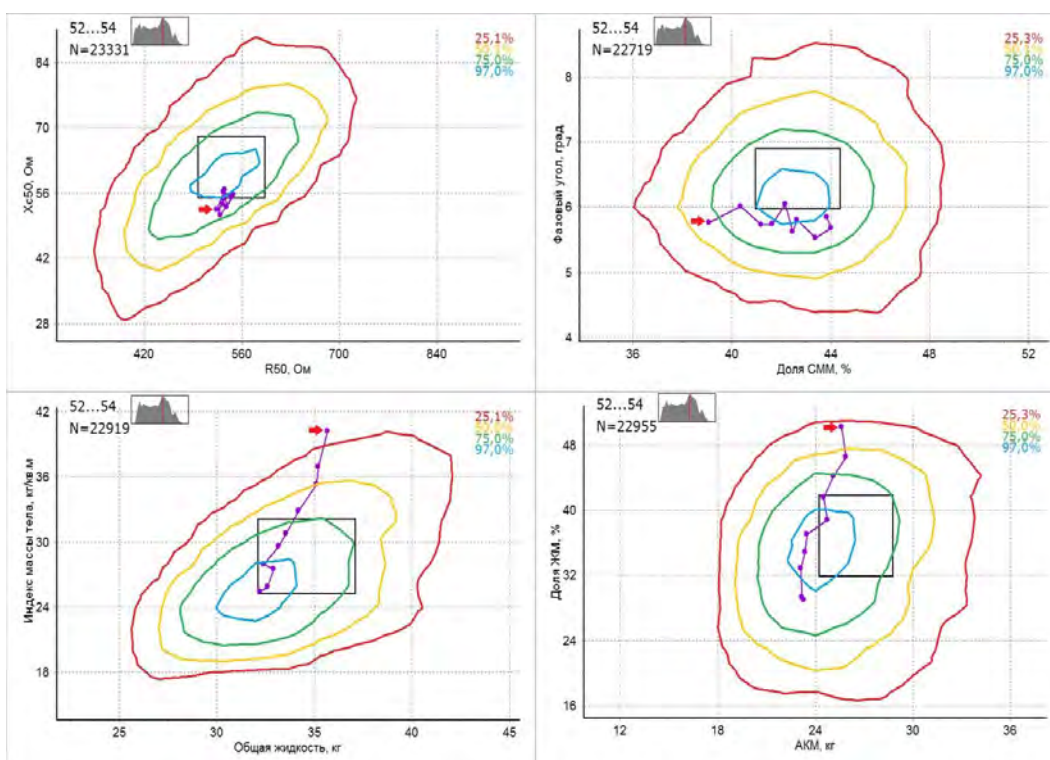 52...54
N=23331
25,1%
50,1%
75,0%
97,0%
84
70
56
42
28
Xc50, Ом
420 560 700 840
R50, Ом
52...54
N=22719
25,3%
75,0%
97,0%
8
7
6
5
4
Фазовый угол, град
36 40 44 48 52
Доля СММ, %
52...54
N=22919
25,1%
75,0%
97,0%
42
36
30
24
18
Индекс массы тела, кг/кв.м
25 30 35 40 45
Общая жидкость, кг
52...54
N=22955
25,3%
50,0%
75,0%
97,0%
48
40
32
24
16
Доля ЖМ, %
12 18 24 30 36
АКМ, кг